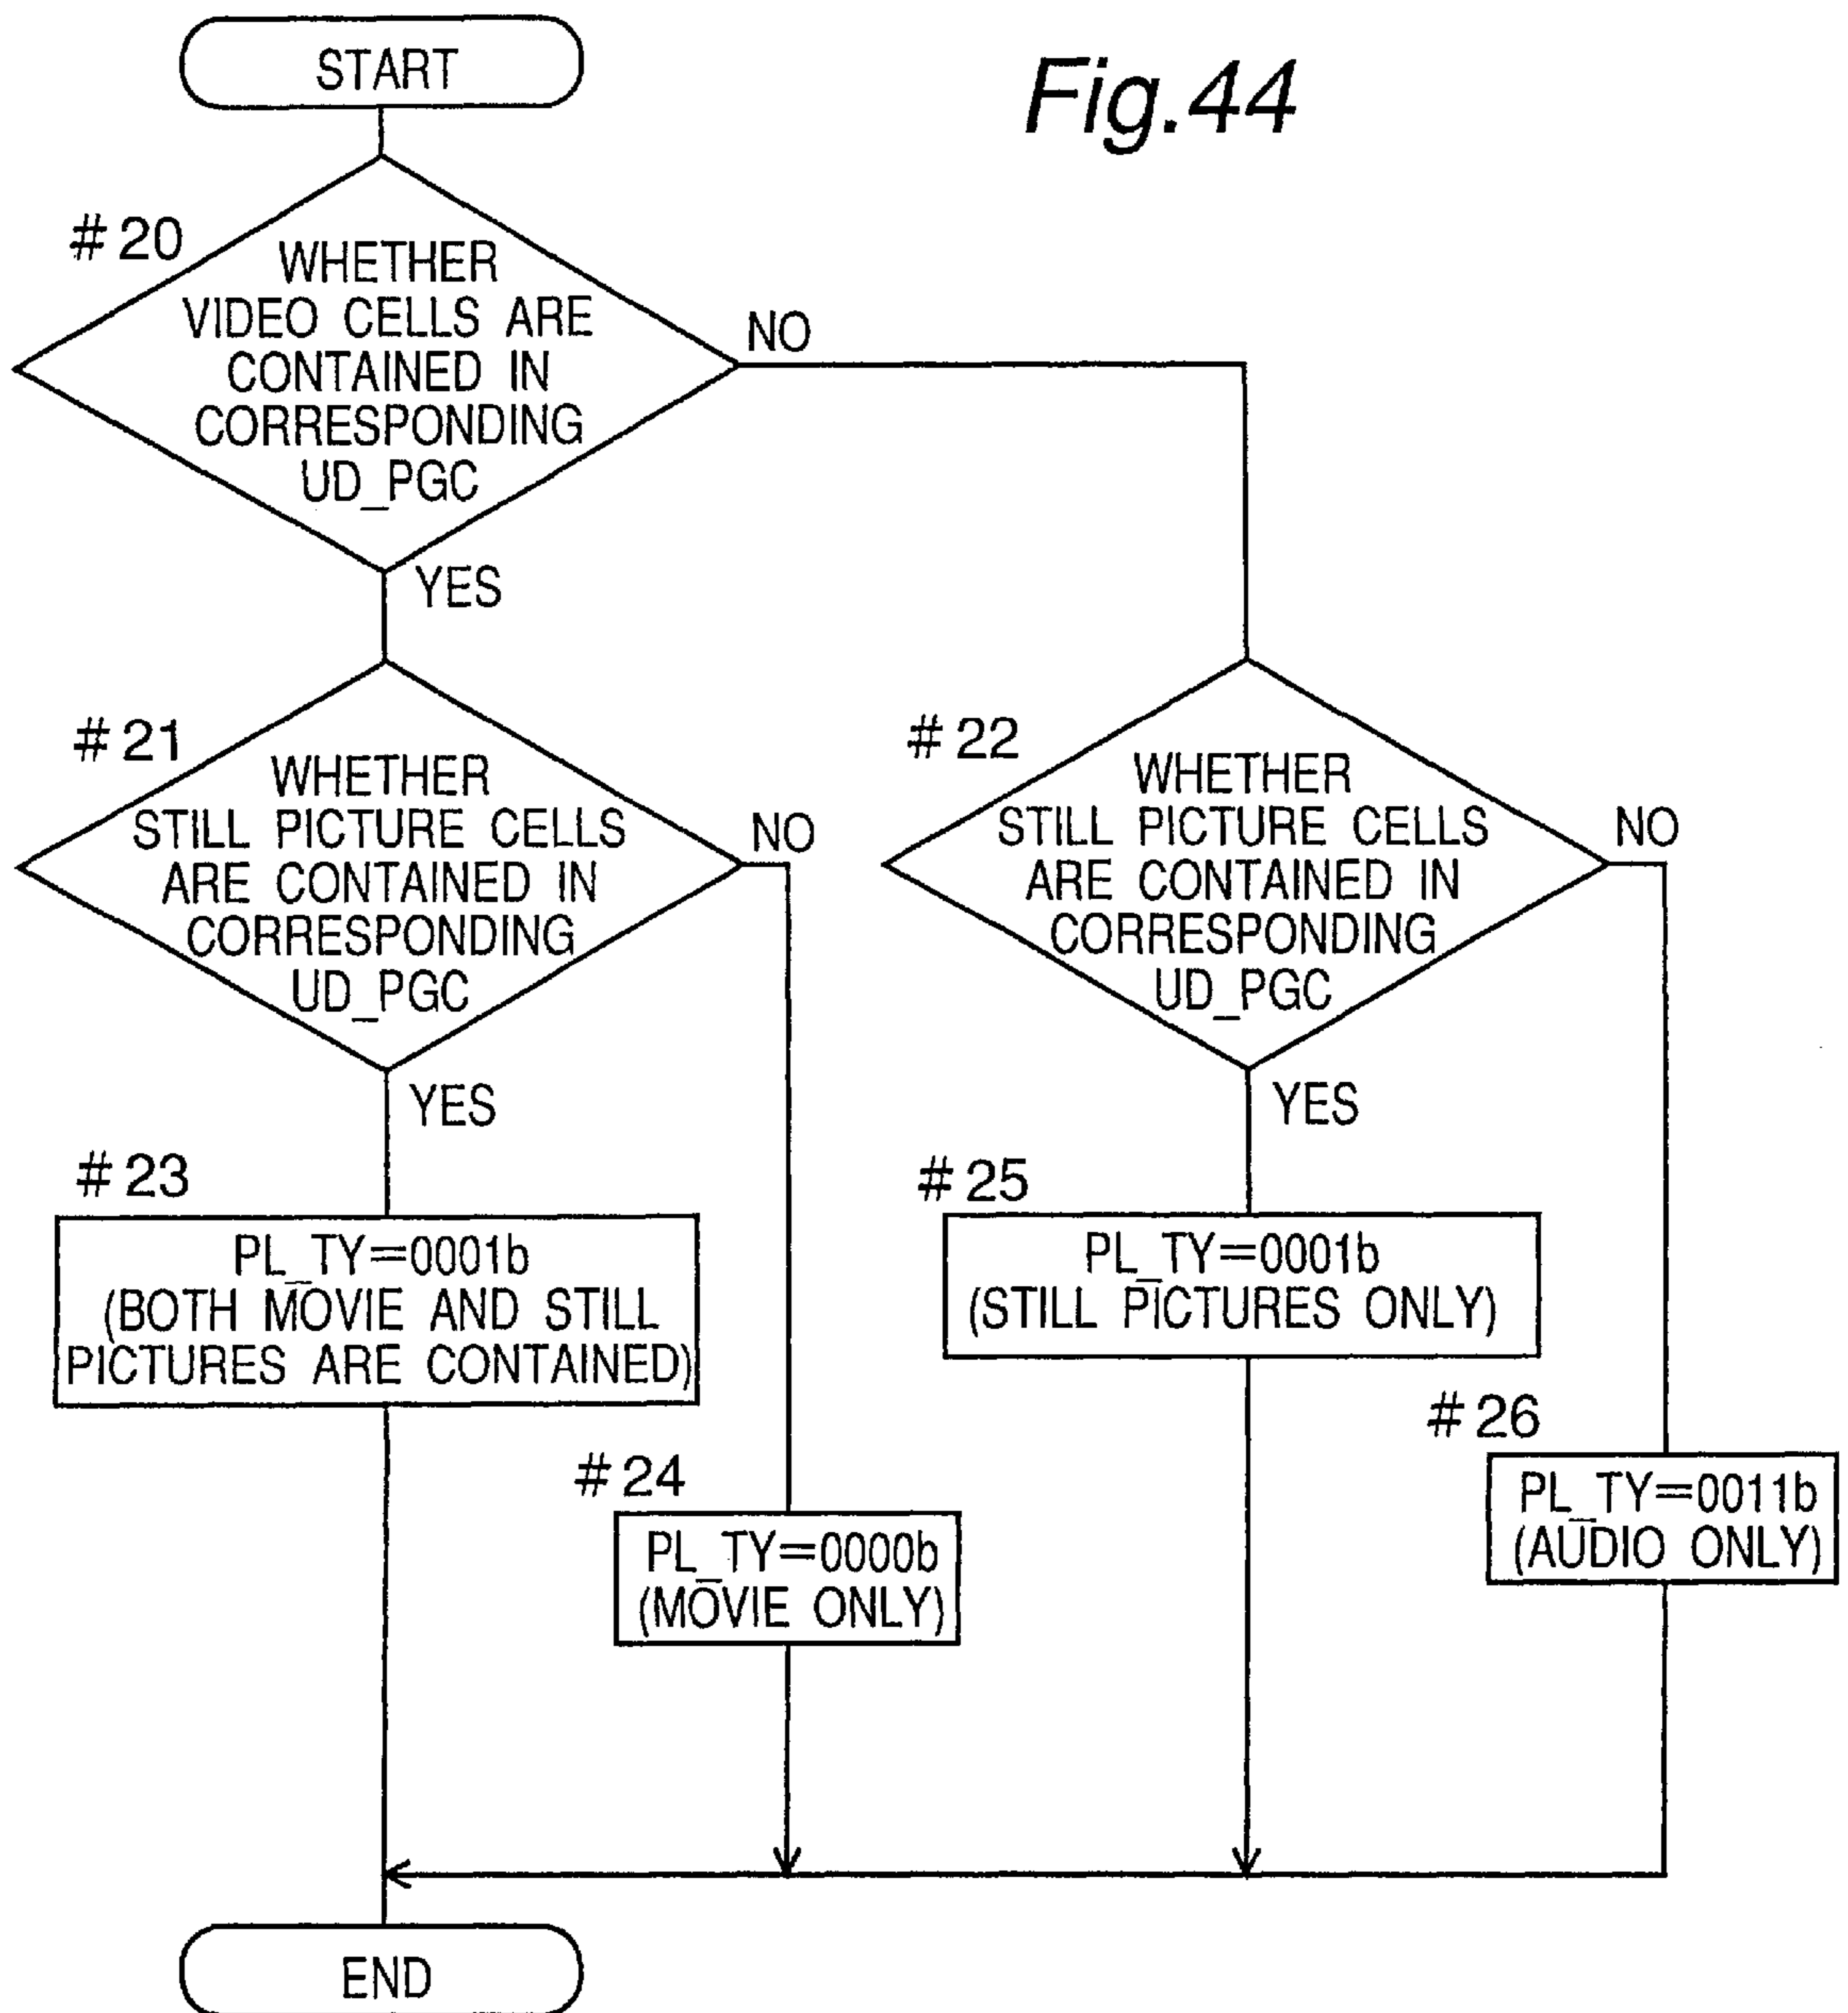 START
Fig.44
#20
WHETHER
VIDEO CELLS ARE
CONTAINED IN
CORRESPONDING
UD_PGC
NO
YES
#21
WHETHER
STILL PICTURE CELLS
ARE CONTAINED IN
CORRESPONDING
UD_PGC
NO
YES
#22
WHETHER
STILL PICTURE CELLS
ARE CONTAINED IN
CORRESPONDING
UD_PGC
NO
YES
#23
PL_TY=0001b
(BOTH MOVIE AND STILL
PICTURES ARE CONTAINED)
#25
PL_TY=0001b
(STILL PICTURES ONLY)
#26
PL_TY=0011b
(AUDIO ONLY)
#24
PL_TY=0000b
(MOVIE ONLY)
END